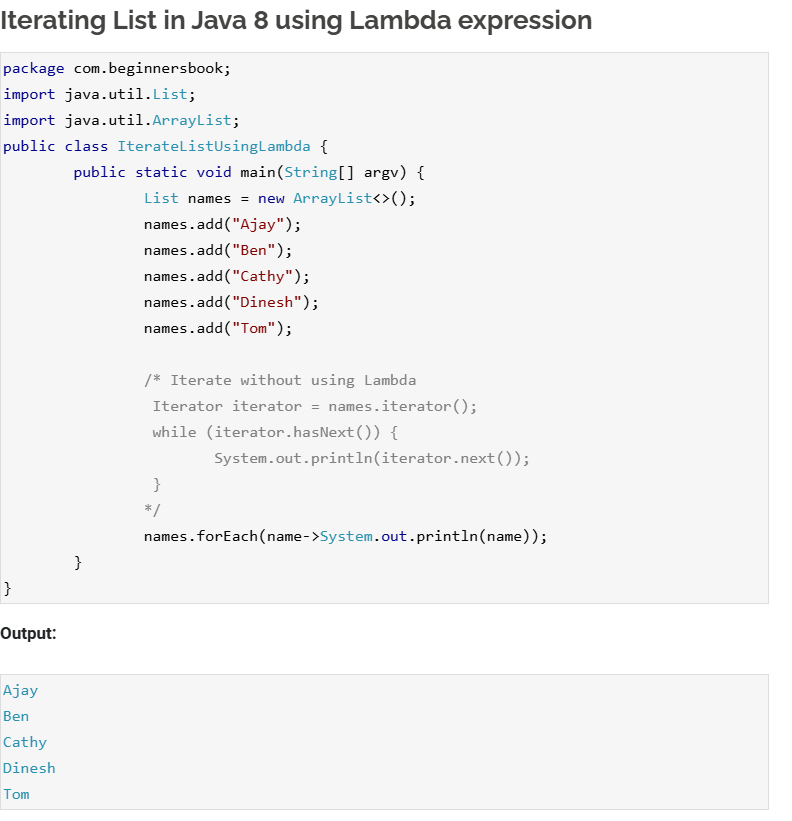 Iterating List in Java 8 using Lambda expression
package com.beginnersbook;
import java.util.List;
import java.util.ArrayList;
public class IterateListUsingLambda {
        public static void main(String[] argv) {
                List names = new ArrayList<>();
                names.add("Ajay");
                names.add("Ben");
                names.add("Cathy");
                names.add("Dinesh");
                names.add("Tom");

                /* Iterate without using Lambda
                 Iterator iterator = names.iterator();
                 while (iterator.hasNext()) {
                        System.out.println(iterator.next());
                 }
                */
                names.forEach(name->System.out.println(name));
        }
}
Output:
Ajay
Ben
Cathy
Dinesh
Tom